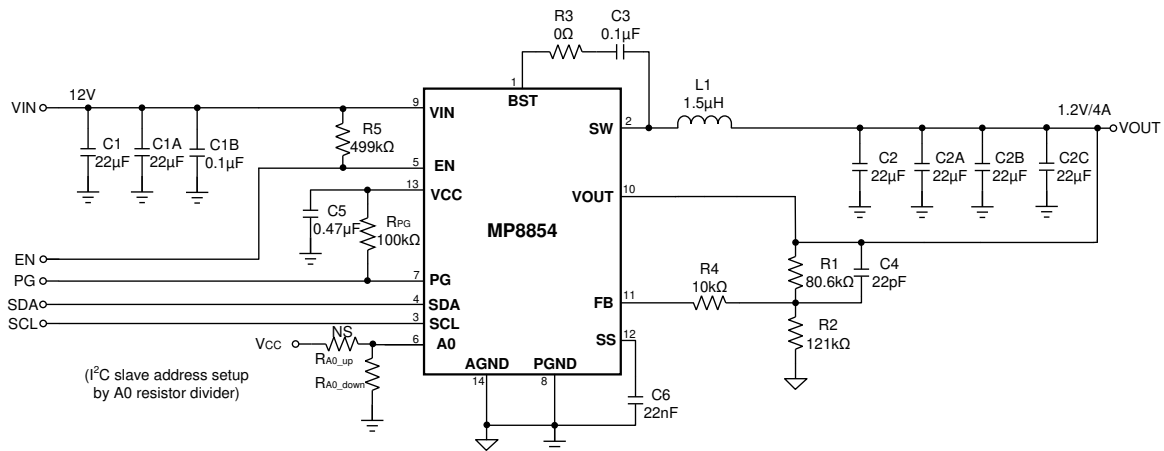 R3
0Ω
C3
0.1μF
1
BST
VIN
12V
9
VIN
C1
22μF
C1A
22μF
C1B
0.1μF
R5
499kΩ
5
EN
13
VCC
C5
0.47μF
RPG
100kΩ
EN
PG
7
PG
SDA
4
SDA
SCL
3
SCL
VCC
NS
6
A0
RA0_up
RA0_down
(I²C slave address setup
by A0 resistor divider)
MP8854
AGND
PGND
14
8
SW
2
L1
1.5μH
1.2V/4A
VOUT
C2
22μF
C2A
22μF
C2B
22μF
C2C
22μF
VOUT
10
R1
80.6kΩ
C4
22pF
R4
10kΩ
FB
11
R2
121kΩ
SS
12
C6
22nF